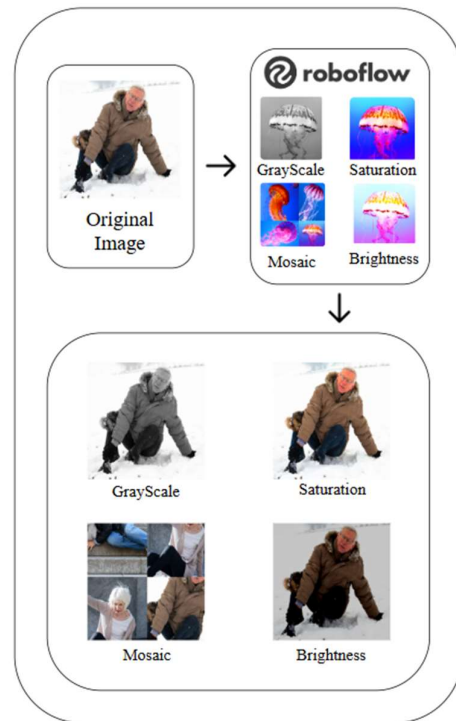 roboflow
Original
Image
GrayScale
Saturation
Mosaic
Brightness
GrayScale
Saturation
Mosaic
Brightness